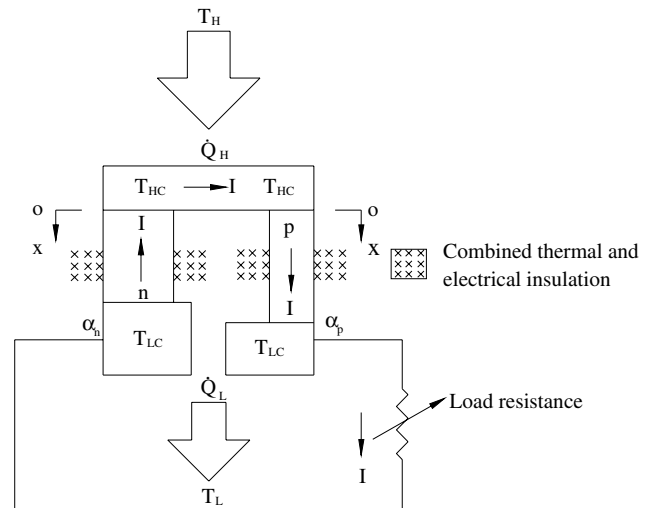 T_H
Q̇_H
T_HC I T_HC
o o
x I p x
n I
Combined thermal and
electrical insulation
α_n T_LC T_LC α_p
Q̇_L
Load resistance
I
T_L